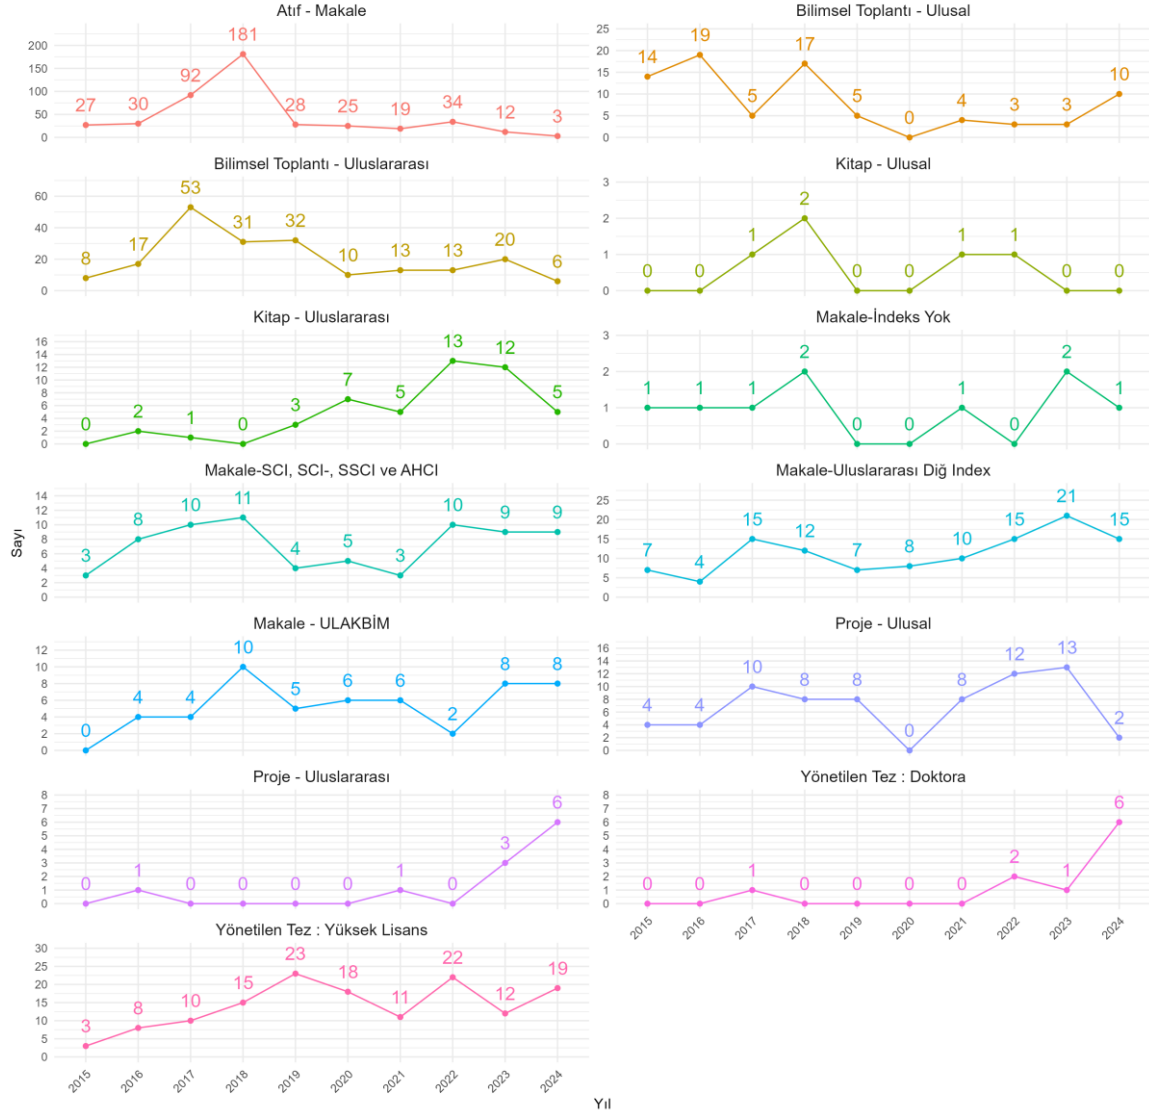 Atıf - Makale
200
150
100
50
0
27 30 92 181 28 25 19 34 12 3
Bilimsel Toplantı - Ulusal
25
20
15
10
5
0
14 19 5 17 5 0 4 3 3 10
Bilimsel Toplantı - Uluslararası
60
40
20
0
8 17 53 31 32 10 13 13 20 6
Kitap - Ulusal
3
2
1
0
0 0 1 2 0 0 1 1 0 0
Kitap - Uluslararası
16
14
12
10
8
6
4
2
0
0 2 1 0 3 7 5 13 12 5
Makale-İndeks Yok
3
2
1
0
1 1 1 2 0 0 1 0 2 1
Makale-SCI, SCI-, SSCI ve AHCI
14
12
10
8
6
4
2
0
3 8 10 11 4 5 3 10 9 9
Makale-Uluslararası Diğ Index
25
20
15
10
5
0
7 4 15 12 7 8 10 15 21 15
Sayı
Makale - ULAKBİM
12
10
8
6
4
2
0
0 4 4 10 5 6 6 2 8 8
Proje - Ulusal
16
14
12
10
8
6
4
2
0
4 4 10 8 8 0 8 12 13 2
Proje - Uluslararası
8
7
6
5
4
3
2
1
0
0 1 0 0 0 0 1 0 3 6
Yönetilen Tez : Doktora
8
7
6
5
4
3
2
1
0
0 0 1 0 0 0 0 2 1 6
2015 2016 2017 2018 2019 2020 2021 2022 2023 2024
Yönetilen Tez : Yüksek Lisans
30
25
20
15
10
5
0
3 8 10 15 23 18 11 22 12 19
2015 2016 2017 2018 2019 2020 2021 2022 2023 2024
Yıl